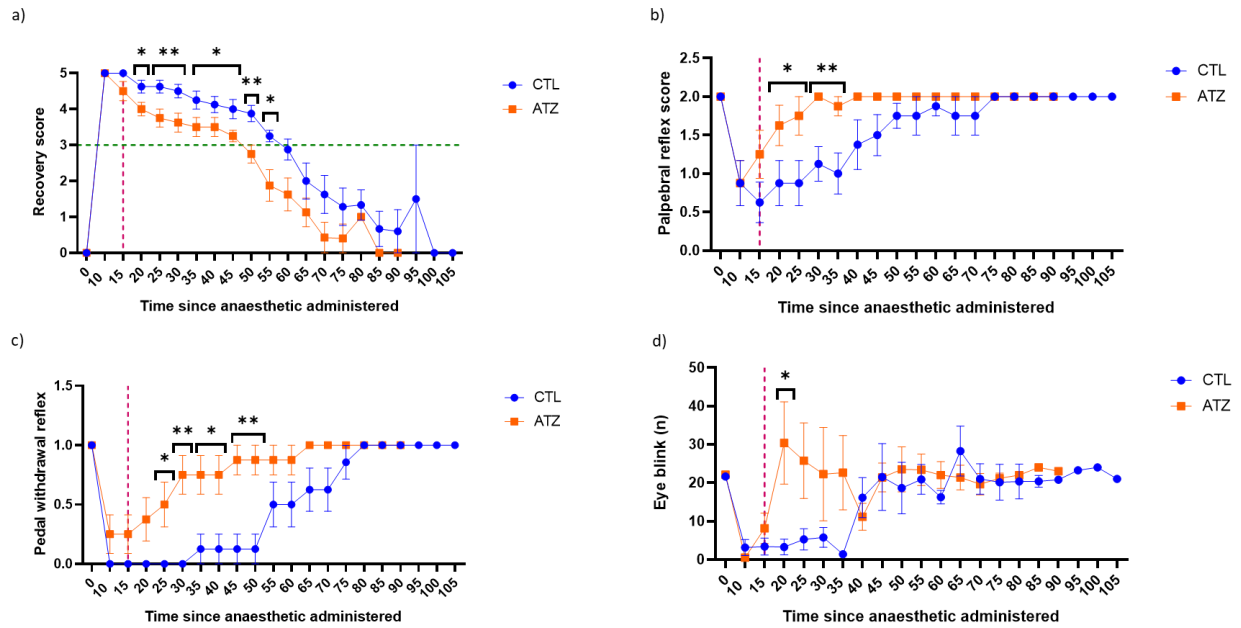 a)
* ** * ** *
Recovery score
5
4
3
2
1
0
0 10 15 20 25 30 35 40 45 50 55 60 65 70 75 80 85 90 95 100 105
Time since anaesthetic administered
CTL
ATZ
b)
* **
Palpebral reflex score
2.5
2.0
1.5
1.0
0.5
0.0
0 10 15 20 25 30 35 40 45 50 55 60 65 70 75 80 85 90 95 100 105
Time since anaesthetic administered
CTL
ATZ
c)
* ** * **
Pedal withdrawal reflex
1.5
1.0
0.5
0.0
0 10 15 20 25 30 35 40 45 50 55 60 65 70 75 80 85 90 95 100 105
Time since anaesthetic administered
CTL
ATZ
d)
*
Eye blink (n)
50
40
30
20
10
0
0 10 15 20 25 30 35 40 45 50 55 60 65 70 75 80 85 90 95 100 105
Time since anaesthetic administered
CTL
ATZ